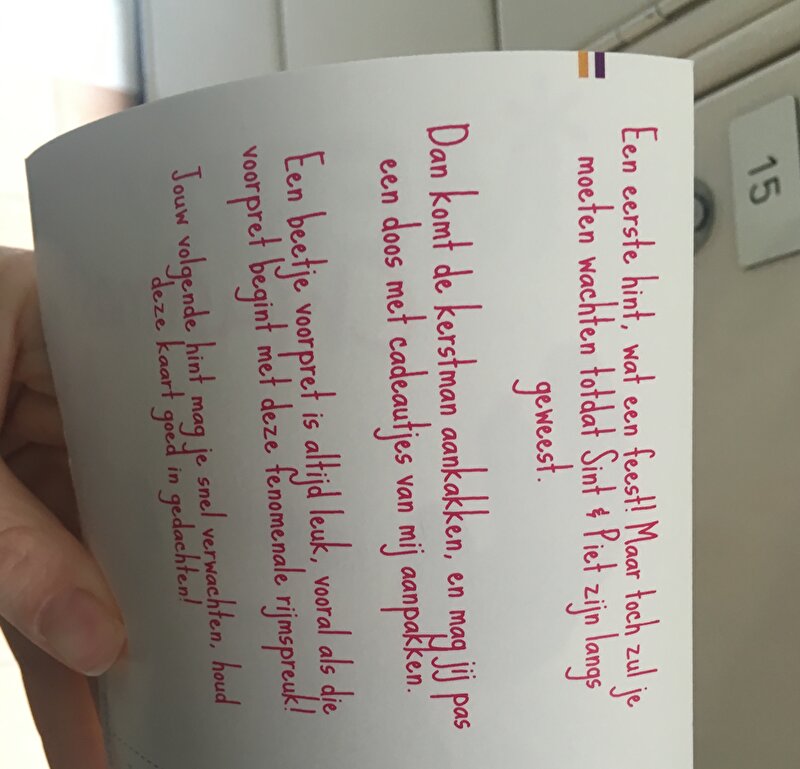 Een eerste hint, wat een feest! Maar toch zul je
moeten wachten totdat Sint & Piet zijn langs
geweest.
Dan komt de kerstman aankakken, en mag jij pas
een doos met cadeautjes van mij aanpakken.
Een beetje voorpret is altijd leuk, vooral als die
voorpret begint met deze fenomenale rijmspreuk!
Jouw volgende hint mag je snel verwachten, houd
deze kaart goed in gedachten!
15